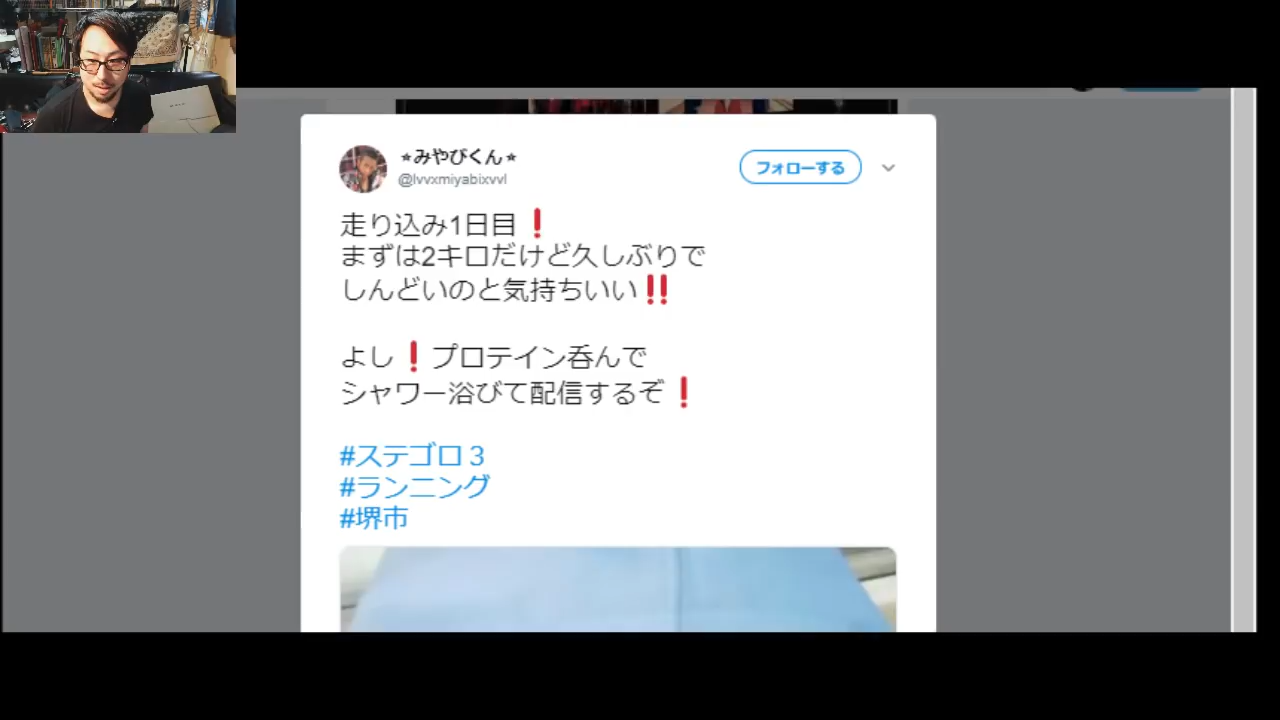 ⭐︎みやびくん⭐︎
@lvvxmiyabixvvl
フォローする
走り込み1日目❗
まずは2キロだけど久しぶりで
しんどいのと気持ちいい‼
よし❗プロテイン呑んで
シャワー浴びて配信するぞ❗
#ステゴロ３
#ランニング
#堺市